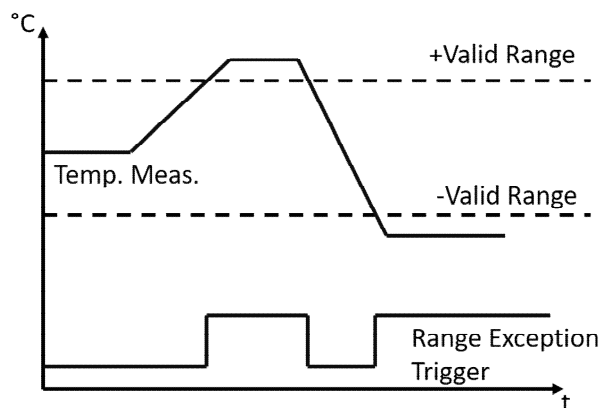 °C
+Valid Range
Temp. Meas.
-Valid Range
Range Exception
Trigger
t